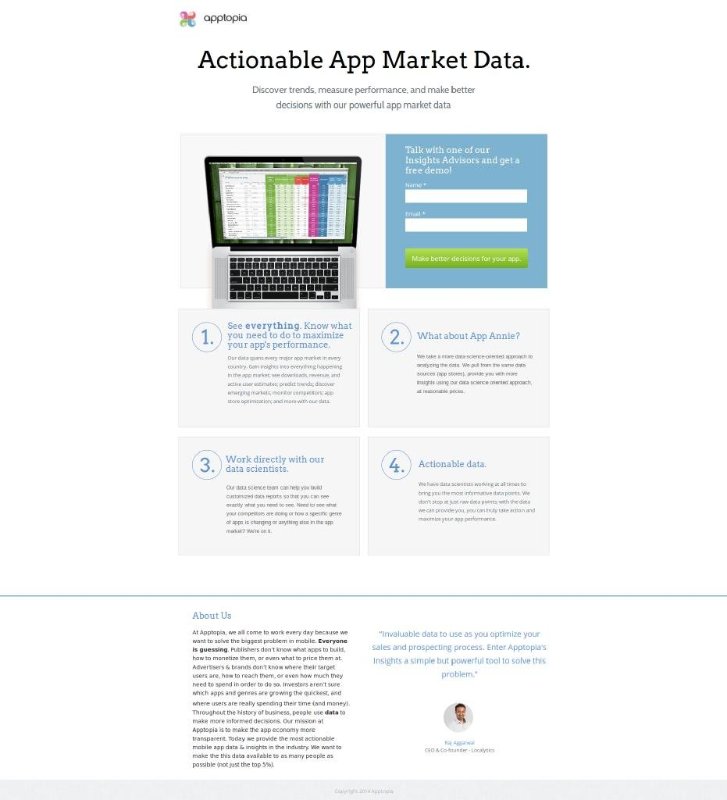 apptopia
Actionable App Market Data.
Discover trends, measure performance, and make better
decisions with our powerful app market data
Talk with one of our
Insights Advisors and get a
free demo!
Name *
Email *
Make better decisions for your app.
1.
See everything. Know what
you need to do to maximize
your app's performance.
Our data spans every major app market in every
country. Gain insights into everything happening
in the app market: see downloads, revenue, and
active user estimates; predict trends; discover
emerging markets; monitor competitors; app
store optimization; and more with our data.
2.
What about App Annie?
We take a more data-science-oriented approach to
analyzing the data. We pull from the same data
sources (app stores), provide you with more
insights using our data science oriented approach,
at reasonable prices.
3.
Work directly with our
data scientists.
Our data science team can help you build
customized data reports so that you can see
exactly what you need to see. Need to see what
your competitors are doing or how a specific genre
of apps is changing or anything else in the app
market? We're on it.
4.
Actionable data.
We have data scientists working at all times to
bring you the most informative data points. We
don't stop at just raw data points with the data
we can provide you, you can truly take action and
maximize your app performance.
About Us
At Apptopia, we all come to work every day because we
want to solve the biggest problem in mobile. Everyone
is guessing. Publishers don't know what apps to build,
how to monetize them, or even what to price them at.
Advertisers & brands don't know where their target
users are, how to reach them, or even how much they
need to spend in order to do so. Investors aren't sure
which apps and genres are growing the quickest, and
where users are really spending their time (and money).
Throughout the history of business, people use data to
make more informed decisions. Our mission at
Apptopia is to make the app economy more
transparent. Today we provide the most actionable
mobile app data & insights in the industry. We want to
make the this data available to as many people as
possible (not just the top 5%).
"Invaluable data to use as you optimize your
sales and prospecting process. Enter Apptopia's
Insights a simple but powerful tool to solve this
problem."
Raj Aggarwal
CEO & Co-founder - Localytics
Copyright 2014 Apptopia